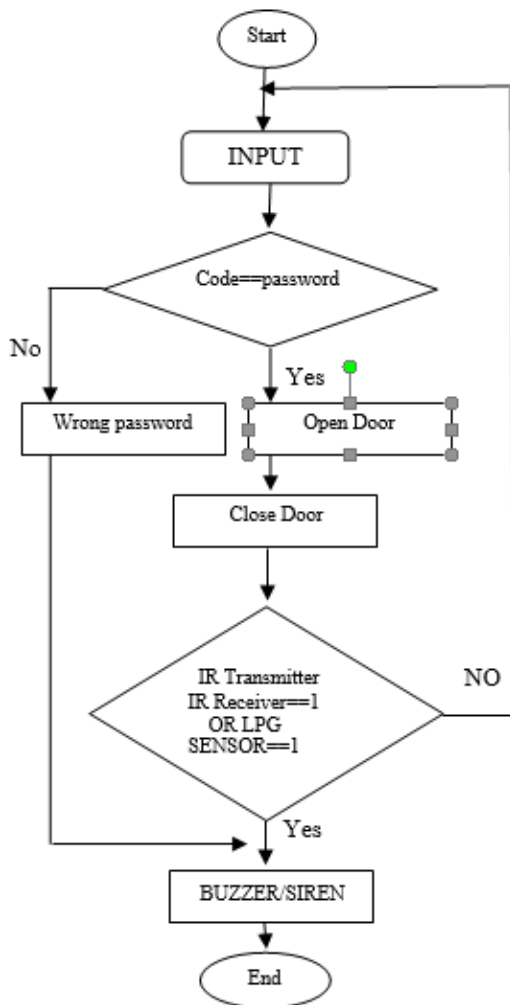 Start
INPUT
Code==password
No
Yes
Wrong password
Open Door
Close Door
IR Transmitter
IR Receiver==1
OR LPG
SENSOR==1
NO
Yes
BUZZER/SIREN
End